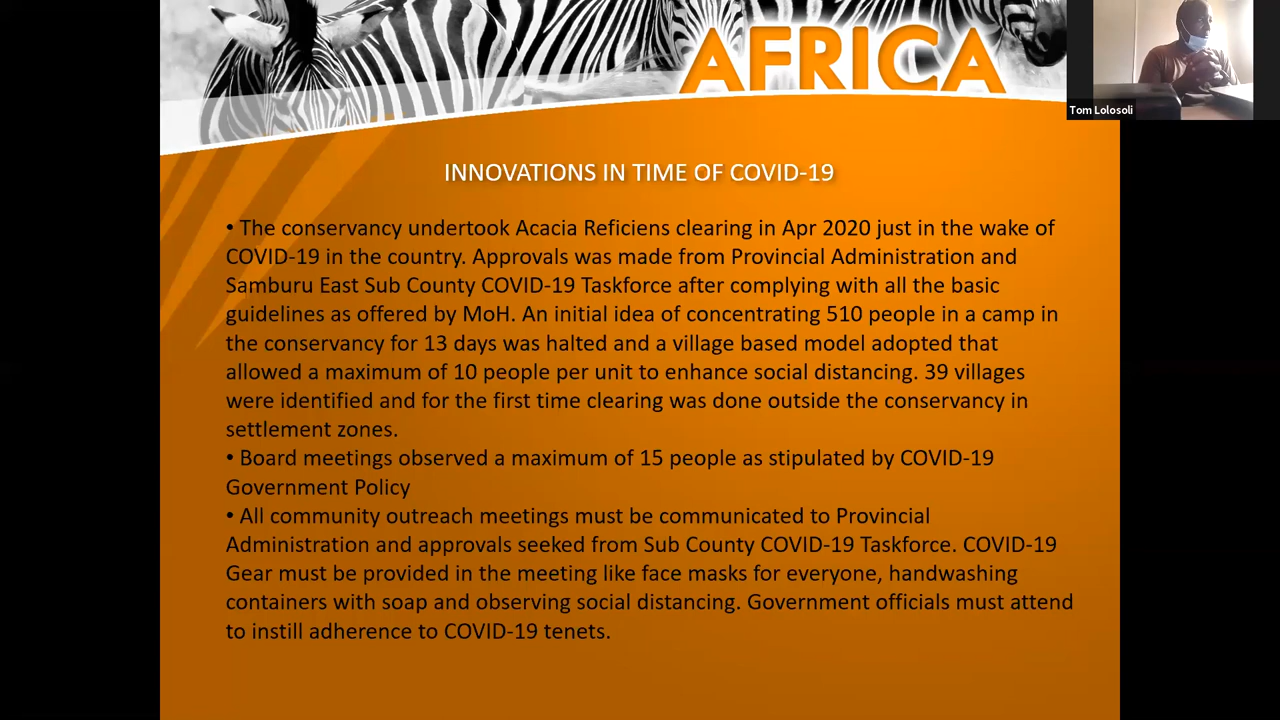 AFRICA
Tom Lolosoli
INNOVATIONS IN TIME OF COVID-19
• The conservancy undertook Acacia Reficiens clearing in Apr 2020 just in the wake of
COVID-19 in the country. Approvals was made from Provincial Administration and
Samburu East Sub County COVID-19 Taskforce after complying with all the basic
guidelines as offered by MoH. An initial idea of concentrating 510 people in a camp in
the conservancy for 13 days was halted and a village based model adopted that
allowed a maximum of 10 people per unit to enhance social distancing. 39 villages
were identified and for the first time clearing was done outside the conservancy in
settlement zones.
• Board meetings observed a maximum of 15 people as stipulated by COVID-19
Government Policy
• All community outreach meetings must be communicated to Provincial
Administration and approvals seeked from Sub County COVID-19 Taskforce. COVID-19
Gear must be provided in the meeting like face masks for everyone, handwashing
containers with soap and observing social distancing. Government officials must attend
to instill adherence to COVID-19 tenets.